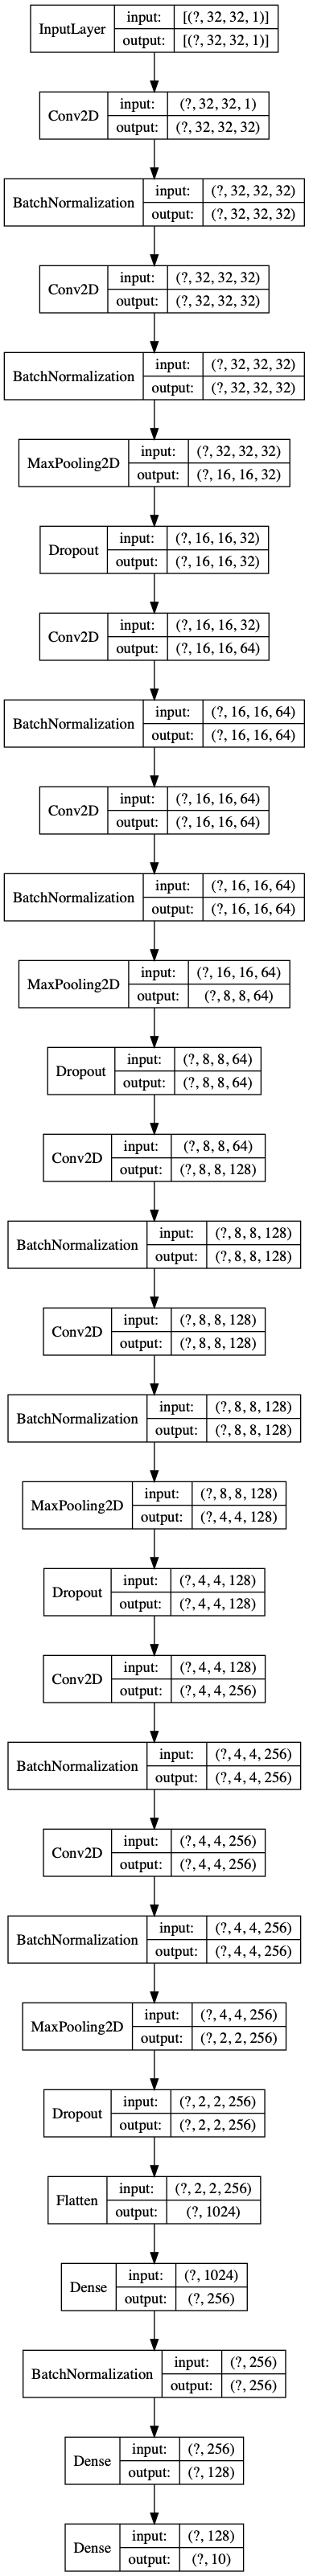 InputLayer input: [(?, 32, 32, 1)]
output: [(?, 32, 32, 1)]
Conv2D input: (?, 32, 32, 1)
output: (?, 32, 32, 32)
BatchNormalization input: (?, 32, 32, 32)
output: (?, 32, 32, 32)
Conv2D input: (?, 32, 32, 32)
output: (?, 32, 32, 32)
BatchNormalization input: (?, 32, 32, 32)
output: (?, 32, 32, 32)
MaxPooling2D input: (?, 32, 32, 32)
output: (?, 16, 16, 32)
Dropout input: (?, 16, 16, 32)
output: (?, 16, 16, 32)
Conv2D input: (?, 16, 16, 32)
output: (?, 16, 16, 64)
BatchNormalization input: (?, 16, 16, 64)
output: (?, 16, 16, 64)
Conv2D input: (?, 16, 16, 64)
output: (?, 16, 16, 64)
BatchNormalization input: (?, 16, 16, 64)
output: (?, 16, 16, 64)
MaxPooling2D input: (?, 16, 16, 64)
output: (?, 8, 8, 64)
Dropout input: (?, 8, 8, 64)
output: (?, 8, 8, 64)
Conv2D input: (?, 8, 8, 64)
output: (?, 8, 8, 128)
BatchNormalization input: (?, 8, 8, 128)
output: (?, 8, 8, 128)
Conv2D input: (?, 8, 8, 128)
output: (?, 8, 8, 128)
BatchNormalization input: (?, 8, 8, 128)
output: (?, 8, 8, 128)
MaxPooling2D input: (?, 8, 8, 128)
output: (?, 4, 4, 128)
Dropout input: (?, 4, 4, 128)
output: (?, 4, 4, 128)
Conv2D input: (?, 4, 4, 128)
output: (?, 4, 4, 256)
BatchNormalization input: (?, 4, 4, 256)
output: (?, 4, 4, 256)
Conv2D input: (?, 4, 4, 256)
output: (?, 4, 4, 256)
BatchNormalization input: (?, 4, 4, 256)
output: (?, 4, 4, 256)
MaxPooling2D input: (?, 4, 4, 256)
output: (?, 2, 2, 256)
Dropout input: (?, 2, 2, 256)
output: (?, 2, 2, 256)
Flatten input: (?, 2, 2, 256)
output: (?, 1024)
Dense input: (?, 1024)
output: (?, 256)
BatchNormalization input: (?, 256)
output: (?, 256)
Dense input: (?, 256)
output: (?, 128)
Dense input: (?, 128)
output: (?, 10)